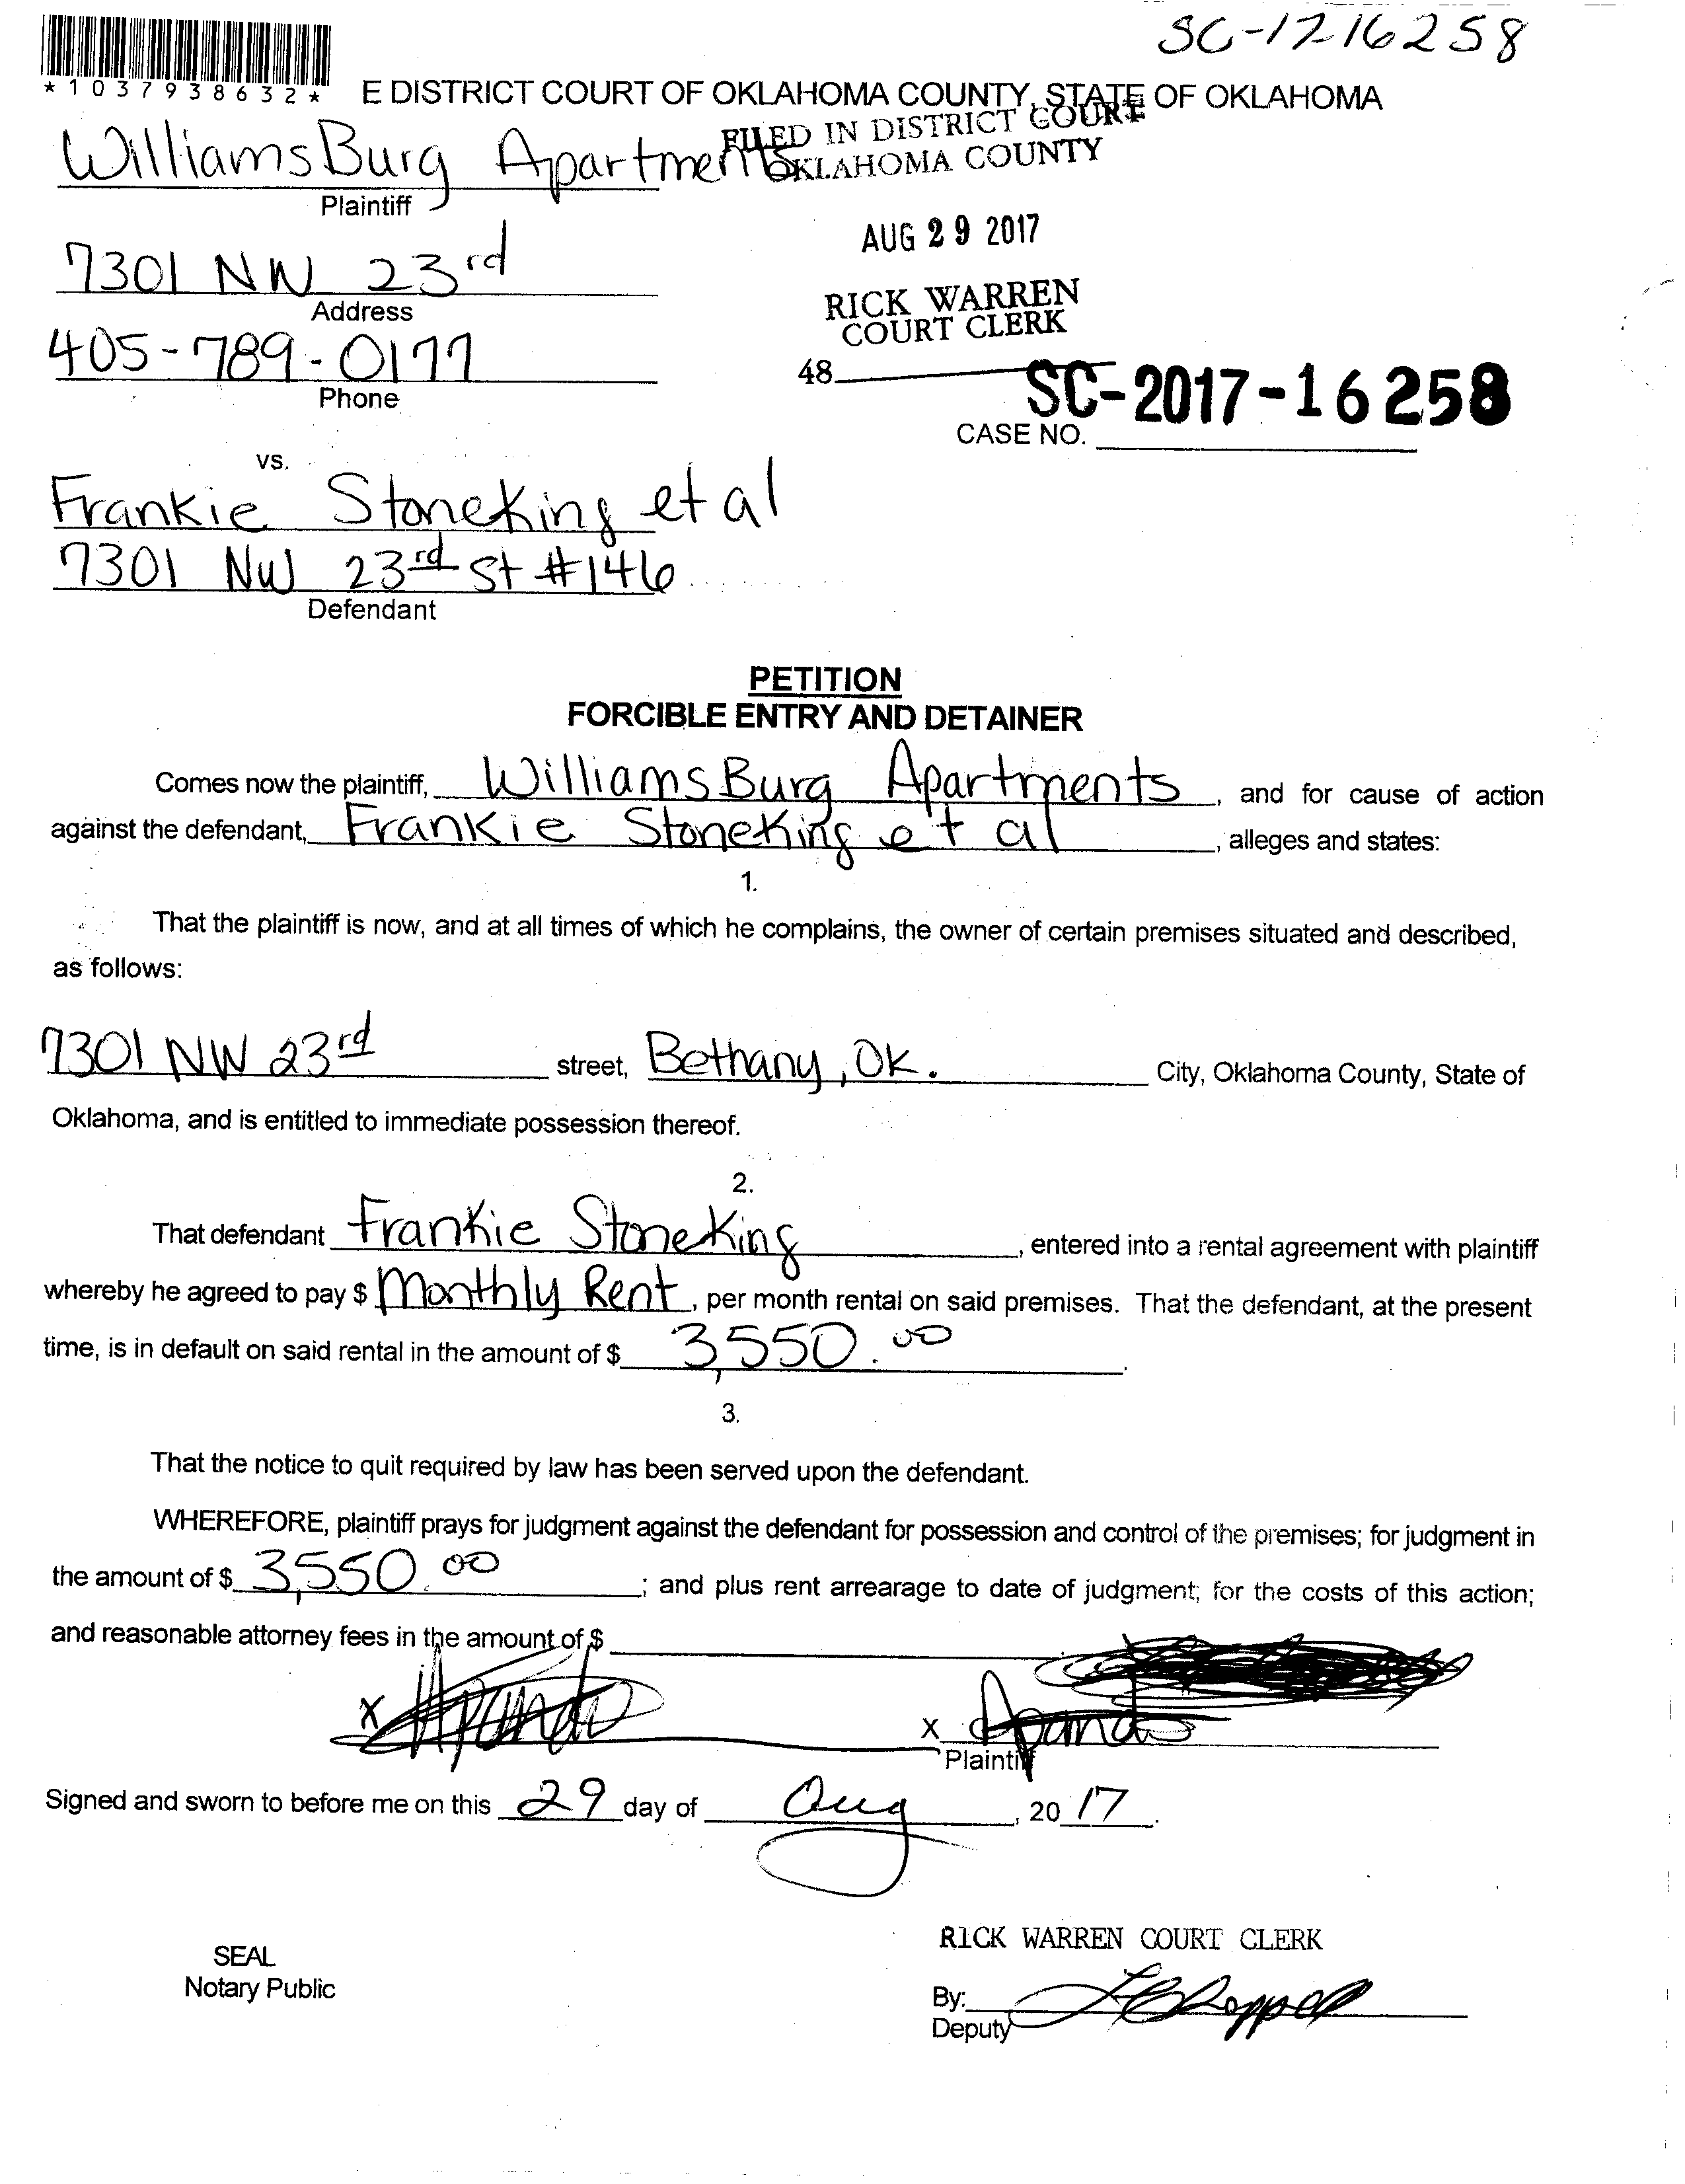 SC-1716258
*1037938632*
E DISTRICT COURT OF OKLAHOMA COUNTY, STATE OF OKLAHOMA
FILED IN DISTRICT COURT
OKLAHOMA COUNTY
WilliamsBurg Apartments
Plaintiff
AUG 29 2017
7301 NW 23rd
Address
RICK WARREN
COURT CLERK
405-789-0177
Phone
48
SC-2017-16258
CASE NO.
vs.
Frankie Stoneking et al
7301 NW 23rd St #146
Defendant
PETITION
FORCIBLE ENTRY AND DETAINER
Comes now the plaintiff, WilliamsBurg Apartments, and for cause of action
against the defendant, Frankie Stoneking et al, alleges and states:
1.
That the plaintiff is now, and at all times of which he complains, the owner of certain premises situated and described,
as follows:
7301 NW 23rd street, Bethany, OK. City, Oklahoma County, State of
Oklahoma, and is entitled to immediate possession thereof.
2.
That defendant Frankie Stoneking, entered into a rental agreement with plaintiff
whereby he agreed to pay $ Monthly Rent, per month rental on said premises. That the defendant, at the present
time, is in default on said rental in the amount of $ 3,550.00.
3.
That the notice to quit required by law has been served upon the defendant.
WHEREFORE, plaintiff prays for judgment against the defendant for possession and control of the premises; for judgment in
the amount of $ 3,550.00; and plus rent arrearage to date of judgment; for the costs of this action;
and reasonable attorney fees in the amount of $
X X
Plaintiff
Signed and sworn to before me on this 29 day of Aug, 2017.
RICK WARREN COURT CLERK
SEAL
Notary Public
By:
Deputy